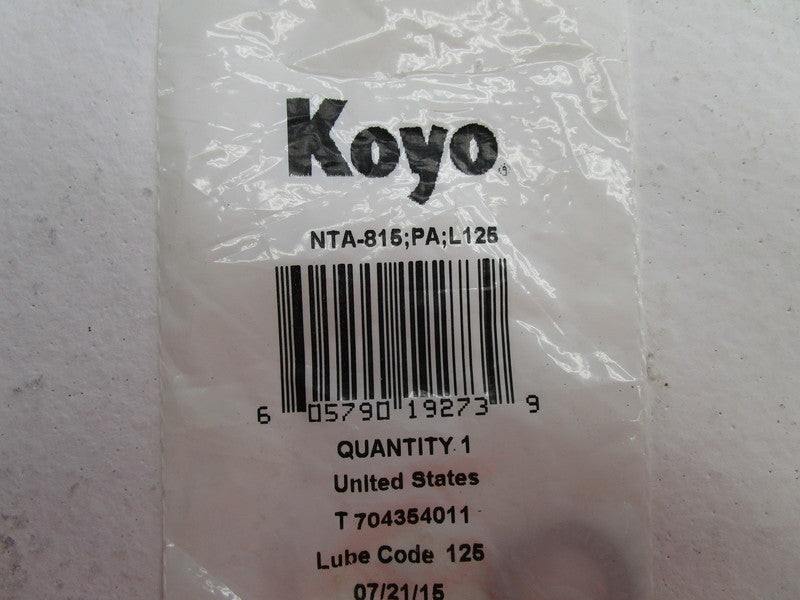 Koyo
NTA-815;PA;L125
6 05790 19273 9
QUANTITY 1
United States
T 704354011
Lube Code 125
07/21/15